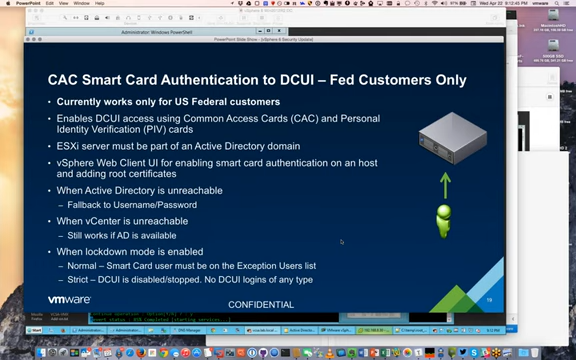 PowerPoint File Edit View Tools Window Help
Wed Apr 22
Administrator: Windows PowerShell
CAC Smart Card Authentication to DCUI – Fed Customers Only
• Currently works only for US Federal customers
• Enables DCUI access using Common Access Cards (CAC) and Personal
Identity Verification (PIV) cards
• ESXi server must be part of an Active Directory domain
• vSphere Web Client UI for enabling smart card authentication on an host
and adding root certificates
• When Active Directory is unreachable
– Fallback to Username/Password
• When vCenter is unreachable
– Still works if AD is available
• When lockdown mode is enabled
– Normal – Smart Card user must be on the Exception Users list
– Strict – DCUI is disabled/stopped. No DCUI logins of any type
vmware
CONFIDENTIAL
Start